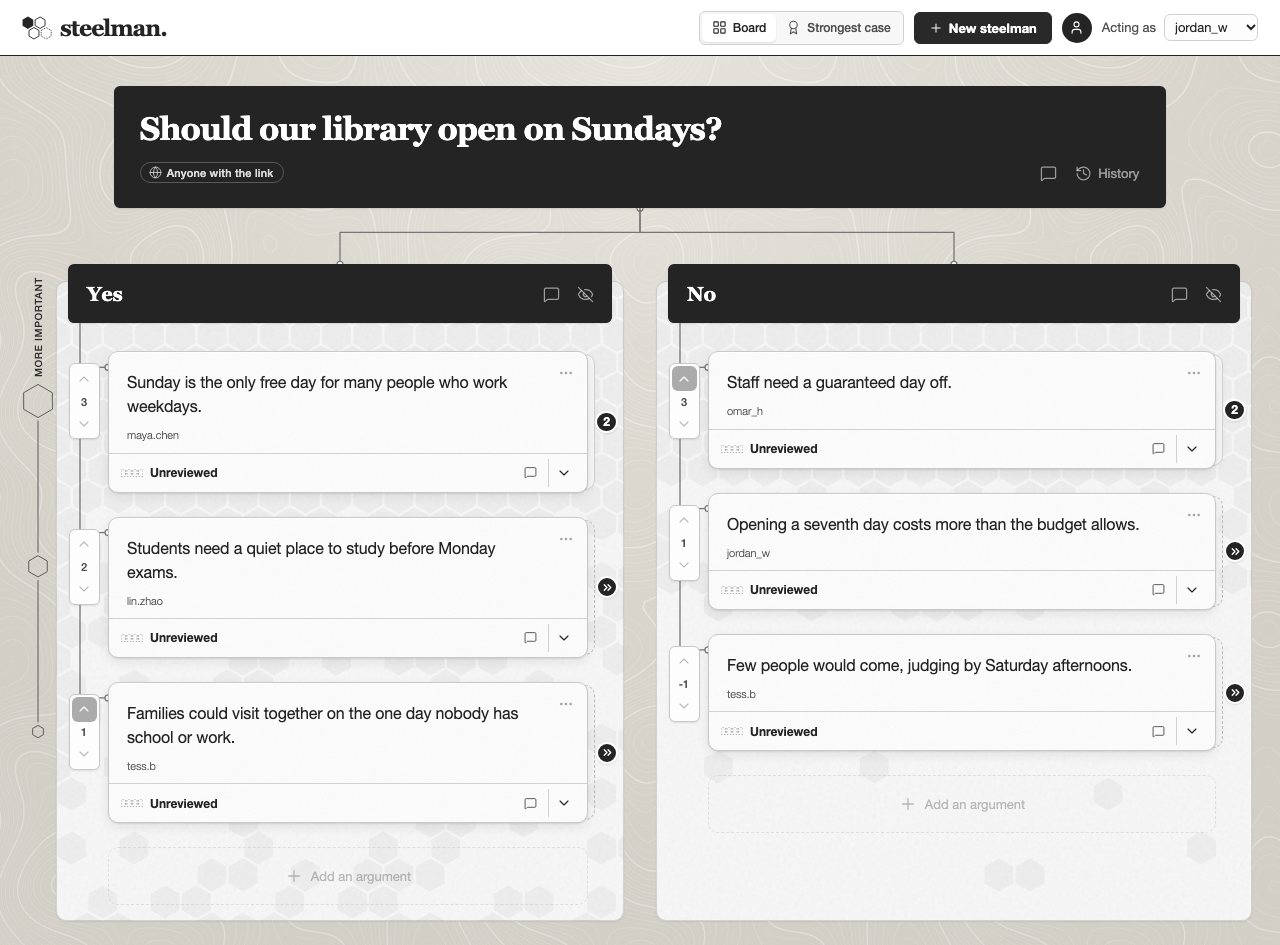 steelman.
Board
Strongest case
+ New steelman
Acting as
jordan_w
Should our library open on Sundays?
Anyone with the link
History
MORE IMPORTANT
Yes
3
Sunday is the only free day for many people who work
weekdays.
maya.chen
2
Unreviewed
2
Students need a quiet place to study before Monday
exams.
lin.zhao
Unreviewed
1
Families could visit together on the one day nobody has
school or work.
tess.b
Unreviewed
+ Add an argument
No
3
Staff need a guaranteed day off.
omar_h
2
Unreviewed
1
Opening a seventh day costs more than the budget allows.
jordan_w
Unreviewed
-1
Few people would come, judging by Saturday afternoons.
tess.b
Unreviewed
+ Add an argument